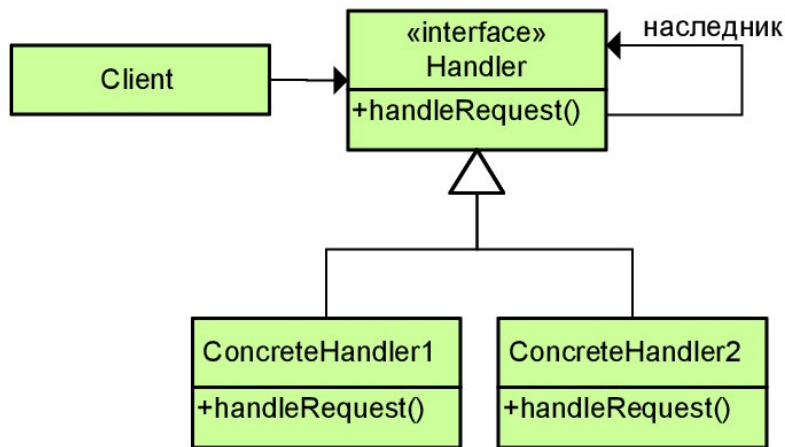 «interface»
Handler
наследник
Client
+handleRequest()
ConcreteHandler1
ConcreteHandler2
+handleRequest()
+handleRequest()